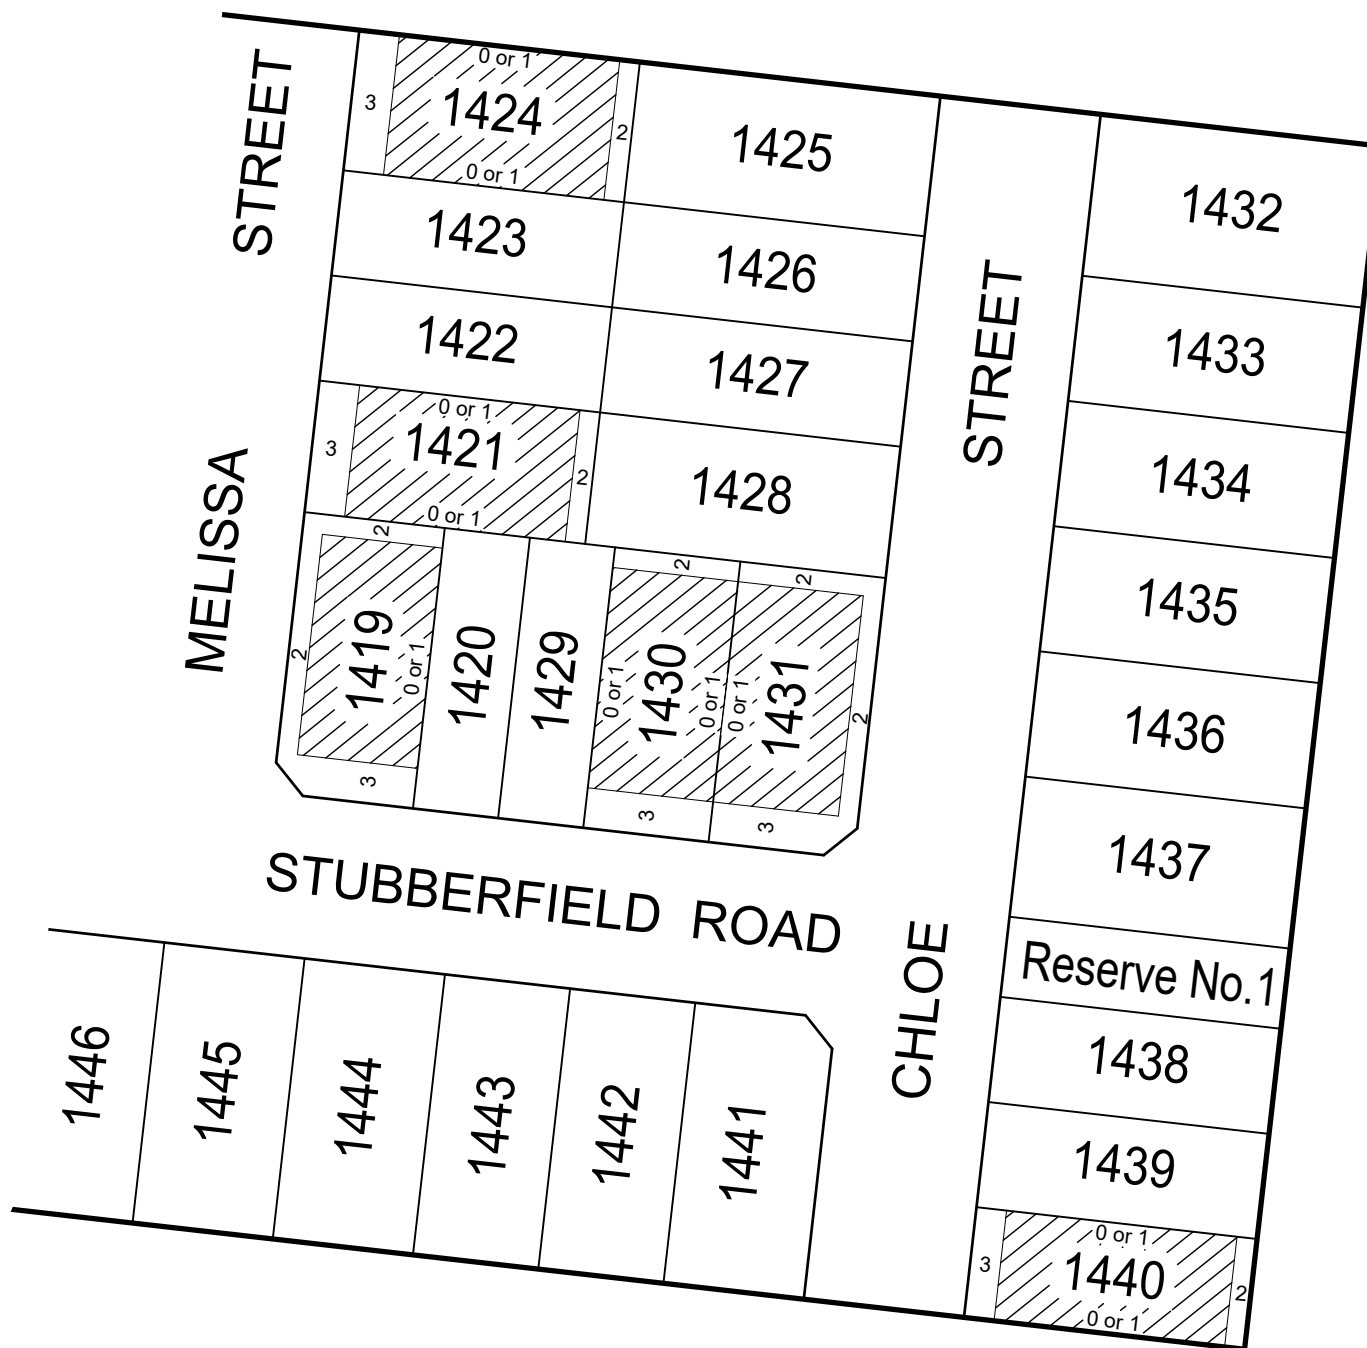 STREET
MELISSA
0 or 1
3
1424
2
0 or 1
1423
1422
0 or 1
3
1421
2
0 or 1
1425
1426
1427
1428
2
2
1419
0 or 1
3
1420
1429
2
0 or 1
1430
0 or 1
3
2
0 or 1
1431
2
3
STREET
CHLOE
STUBBERFIELD ROAD
1432
1433
1434
1435
1436
1437
Reserve No.1
1438
1439
0 or 1
3
1440
2
0 or 1
1446
1445
1444
1443
1442
1441